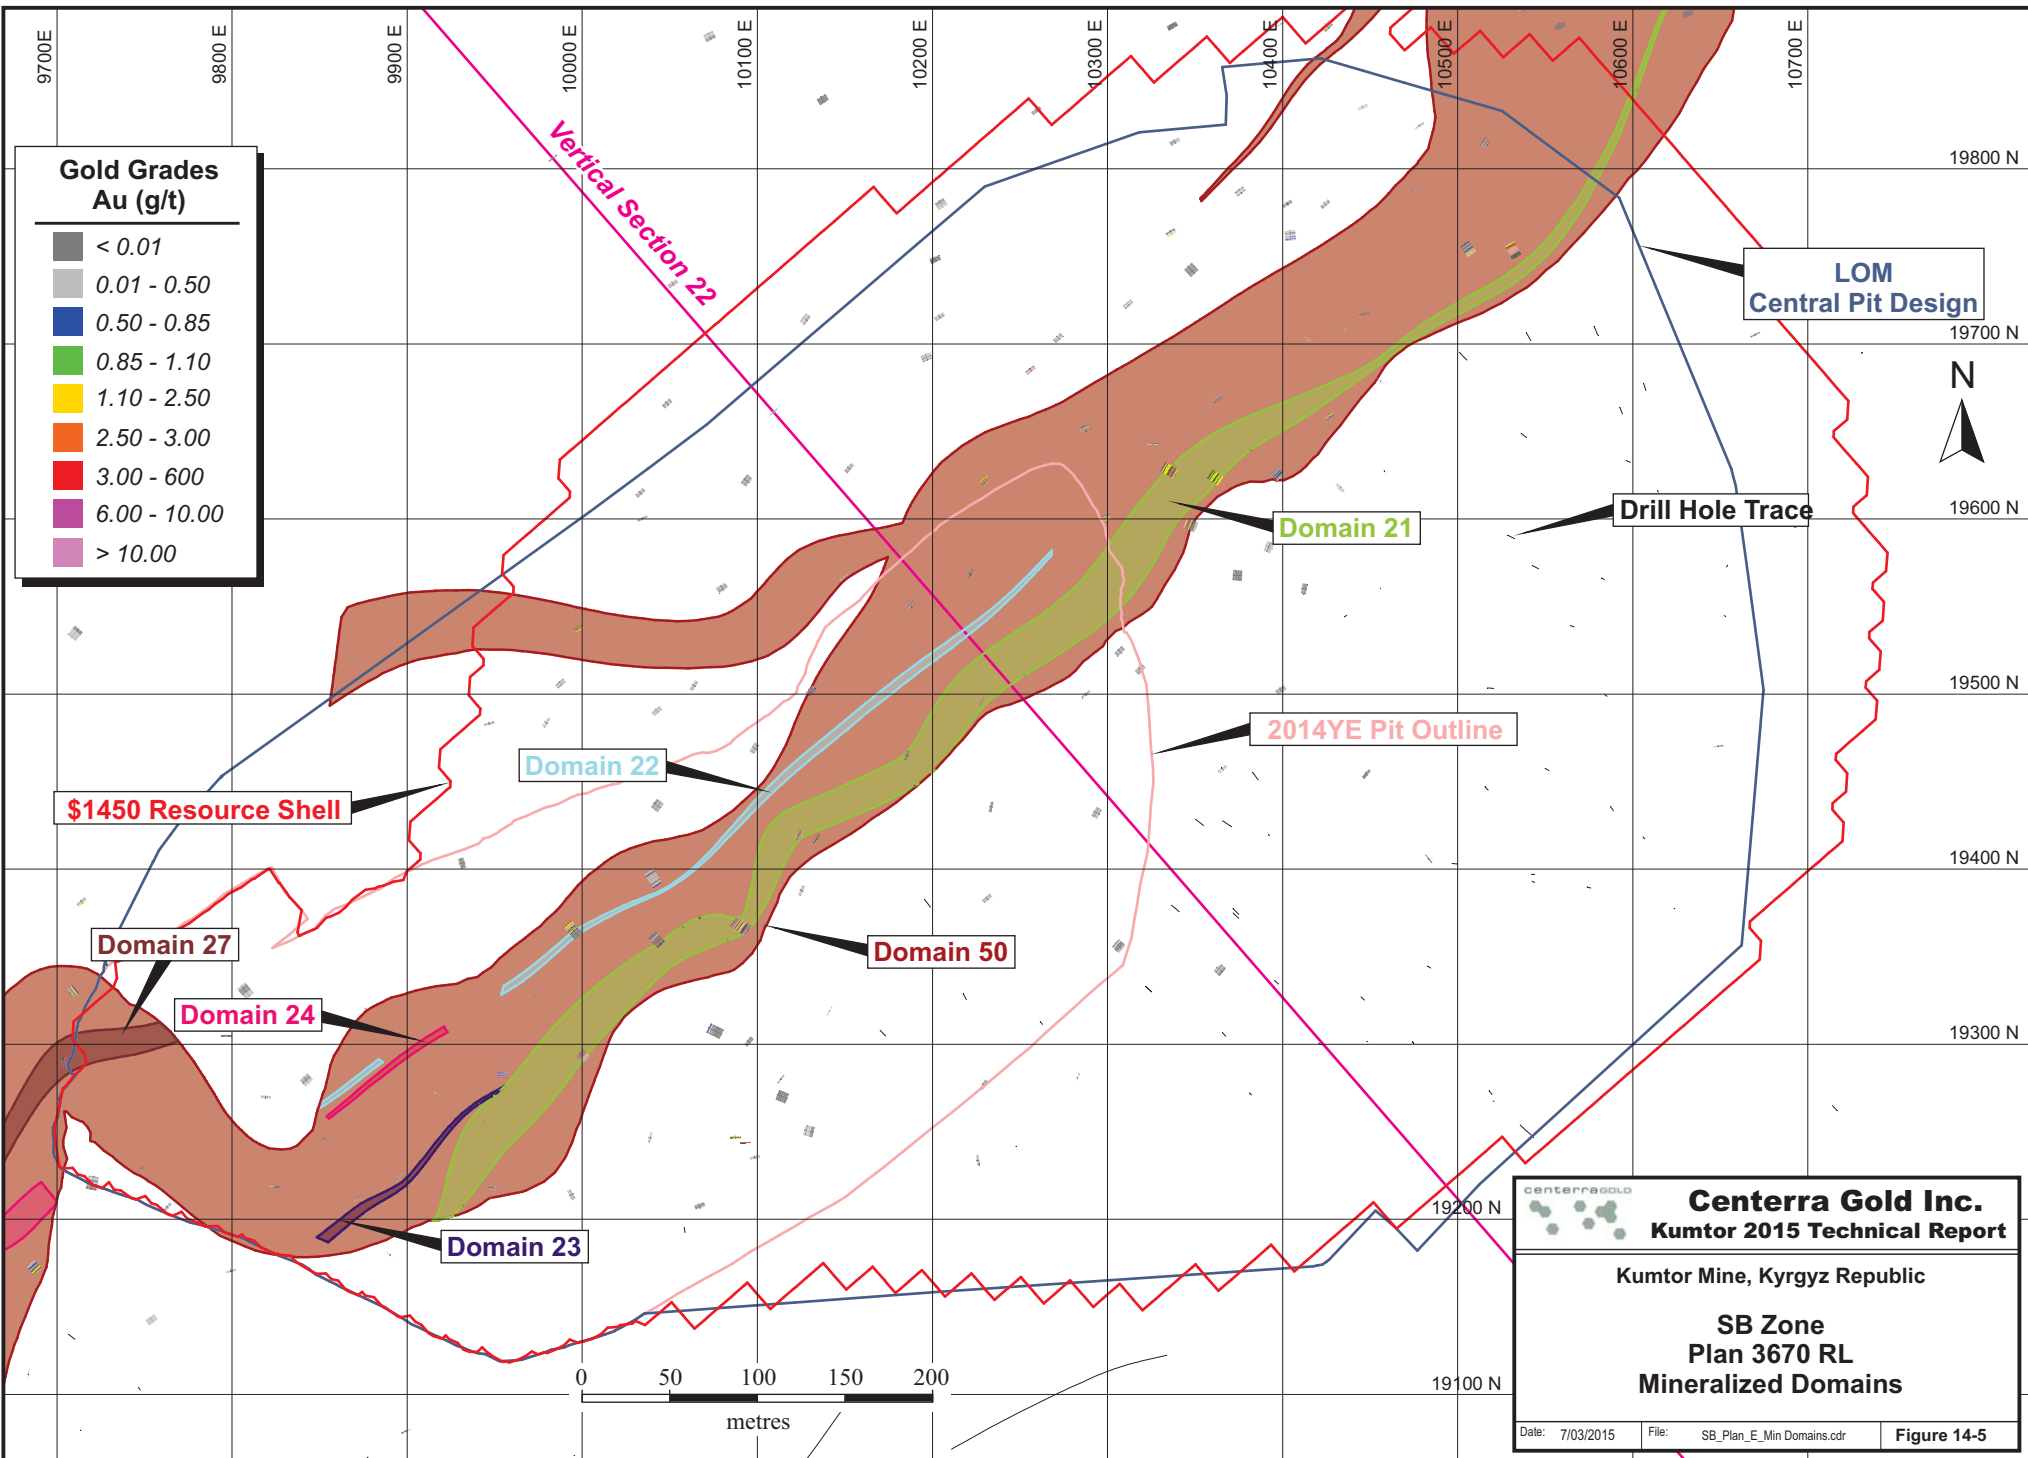 9700E
9800 E
9900 E
10000 E
10100 E
10200 E
10300 E
10400 E
10500 E
10600 E
10700 E
Gold Grades
Au (g/t)
< 0.01
0.01 - 0.50
0.50 - 0.85
0.85 - 1.10
1.10 - 2.50
2.50 - 3.00
3.00 - 600
6.00 - 10.00
> 10.00
Vertical Section 22
19800 N
LOM
Central Pit Design
19700 N
N
Drill Hole Trace
19600 N
Domain 21
19500 N
2014YE Pit Outline
Domain 22
$1450 Resource Shell
19400 N
Domain 27
Domain 50
Domain 24
19300 N
Domain 23
19200 N
19100 N
0 50 100 150 200
metres
centerraGOLD
Centerra Gold Inc.
Kumtor 2015 Technical Report
Kumtor Mine, Kyrgyz Republic
SB Zone
Plan 3670 RL
Mineralized Domains
Date: 7/03/2015 File: SB_Plan_E_Min Domains.cdr Figure 14-5